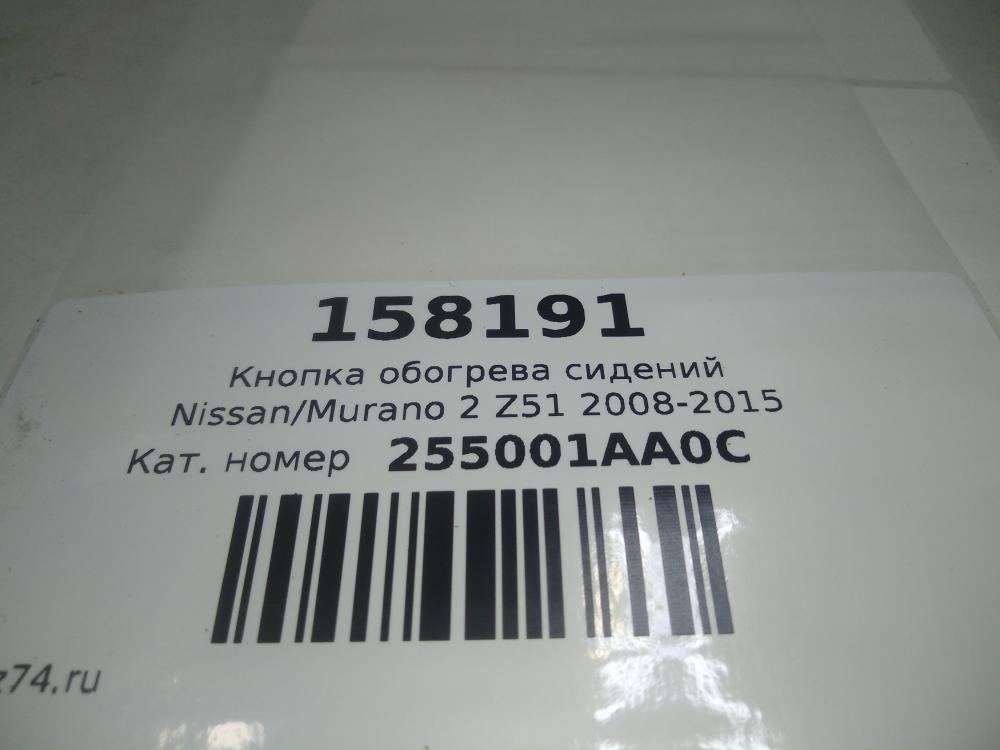 158191
Кнопка обогрева сидений
Nissan/Murano 2 Z51 2008-2015
Кат. номер 255001AA0C
z74.ru